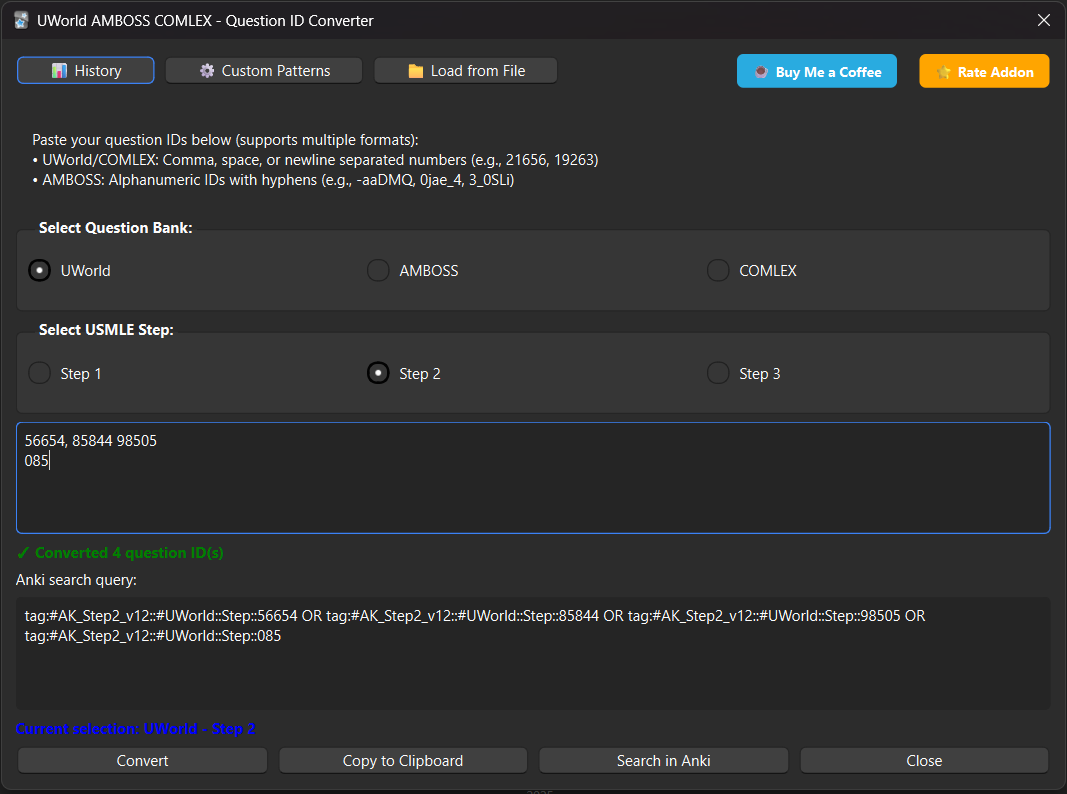 UWorld AMBOSS COMLEX - Question ID Converter
History
Custom Patterns
Load from File
Buy Me a Coffee
Rate Addon
Paste your question IDs below (supports multiple formats):
• UWorld/COMLEX: Comma, space, or newline separated numbers (e.g., 21656, 19263)
• AMBOSS: Alphanumeric IDs with hyphens (e.g., -aaDMQ, 0jae_4, 3_0SLi)
Select Question Bank:
UWorld
AMBOSS
COMLEX
Select USMLE Step:
Step 1
Step 2
Step 3
56654, 85844 98505
085
✓ Converted 4 question ID(s)
Anki search query:
tag:#AK_Step2_v12::#UWorld::Step::56654 OR tag:#AK_Step2_v12::#UWorld::Step::85844 OR tag:#AK_Step2_v12::#UWorld::Step::98505 OR
tag:#AK_Step2_v12::#UWorld::Step::085
Current selection: UWorld - Step 2
Convert
Copy to Clipboard
Search in Anki
Close